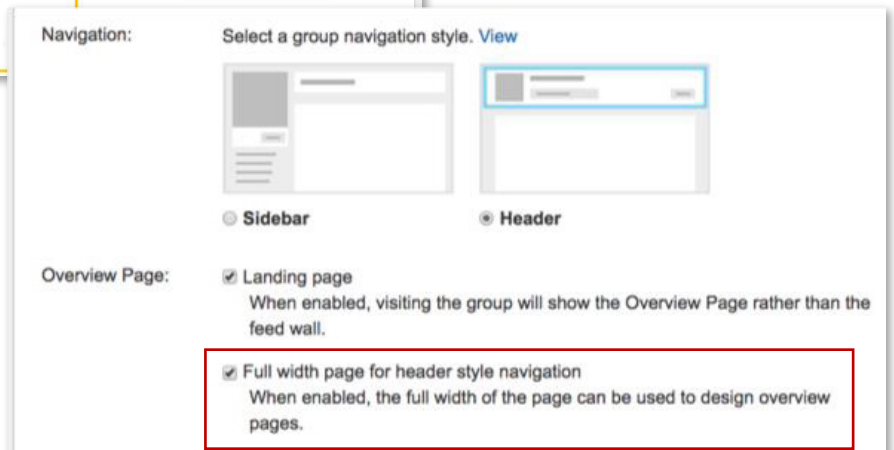 Navigation:
Select a group navigation style. View
Sidebar
Header
Overview Page:
Landing page
When enabled, visiting the group will show the Overview Page rather than the
feed wall.
Full width page for header style navigation
When enabled, the full width of the page can be used to design overview
pages.